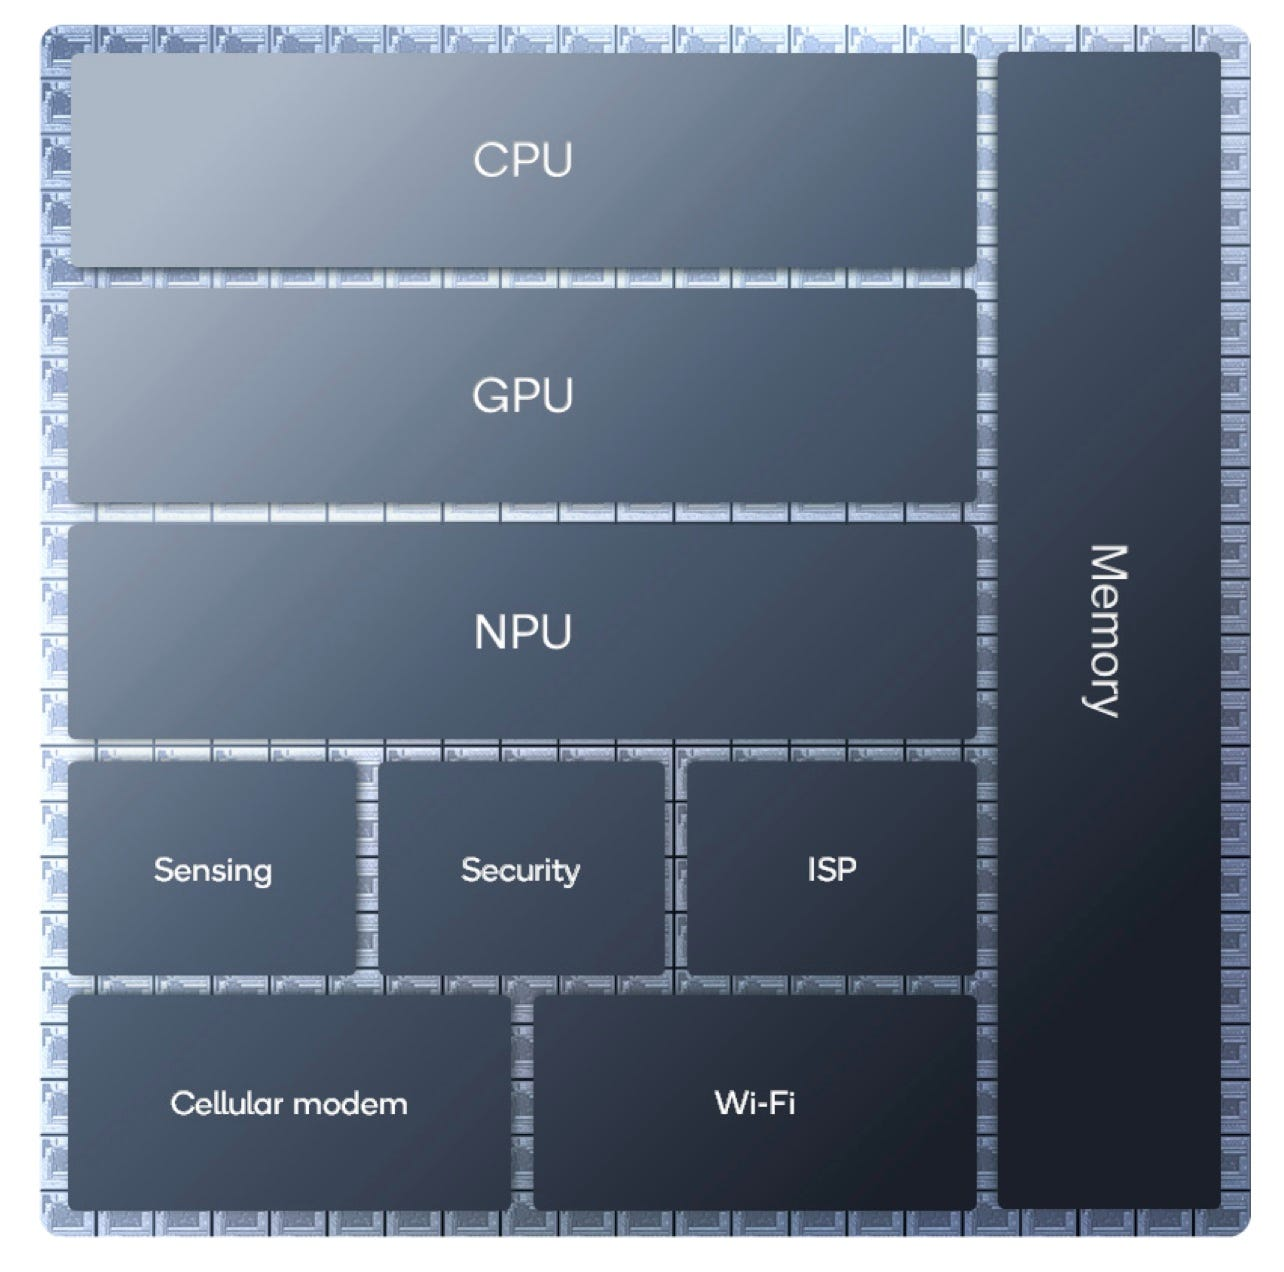 CPU
GPU
NPU
Memory
Sensing
Security
ISP
Cellular modem
Wi-Fi